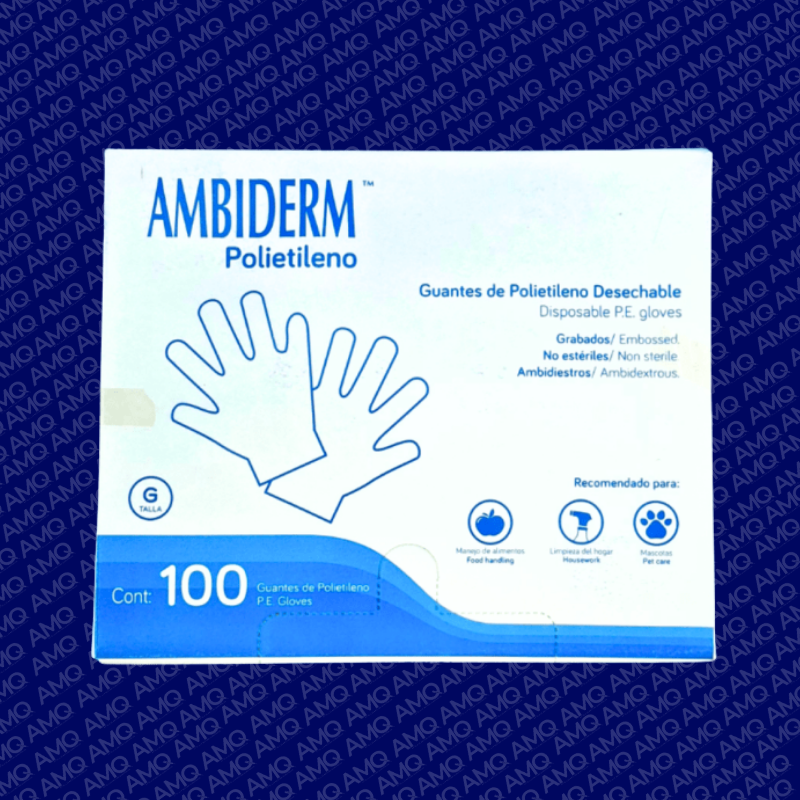 AMBIDERM™
Polietileno
Guantes de Polietileno Desechable
Disposable P.E. gloves
Grabados/ Embossed.
No estériles/ Non sterile
Ambidiestros/ Ambidextrous.
G
TALLA
Recomendado para:
Manejo de alimentos
Food handling
Limpieza del hogar
Housework
Mascotas
Pet care
Cont: 100 Guantes de Polietileno
P.E. Gloves
AMQ